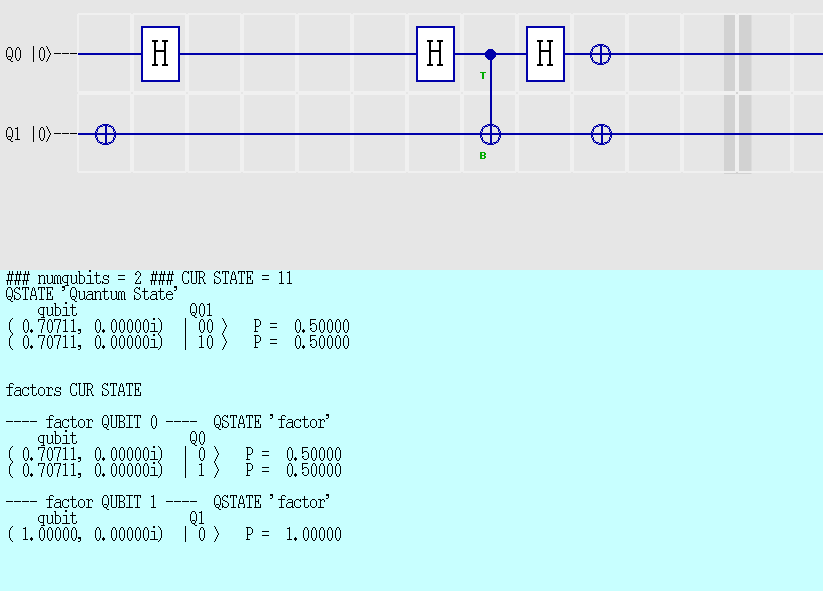 Q0 |0⟩---
H
H
H
T
Q1 |0⟩---
B
### numqubits = 2 ### CUR STATE = 11
QSTATE 'Quantum State'
qubit Q01
( 0.70711, 0.00000i) | 00 ⟩ P = 0.50000
( 0.70711, 0.00000i) | 10 ⟩ P = 0.50000
factors CUR STATE
---- factor QUBIT 0 ---- QSTATE 'factor'
qubit Q0
( 0.70711, 0.00000i) | 0 ⟩ P = 0.50000
( 0.70711, 0.00000i) | 1 ⟩ P = 0.50000
---- factor QUBIT 1 ---- QSTATE 'factor'
qubit Q1
( 1.00000, 0.00000i) | 0 ⟩ P = 1.00000